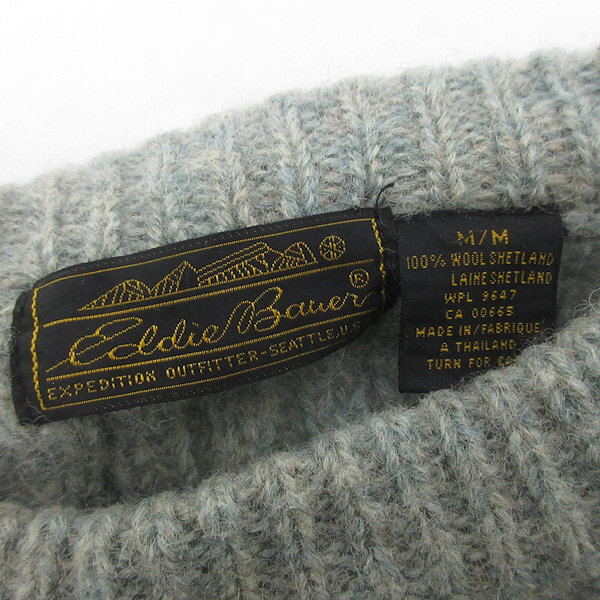 Eddie Bauer®
EXPEDITION OUTFITTER-SEATTLE, U.S.
M/M
100% WOOL SHETLAND
LAINE SHETLAND
WPL 9647
CA 00665
MADE IN/FABRIQUE
A THAILAND
TURN FOR